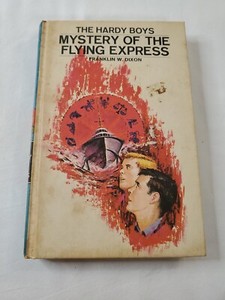 THE HARDY BOYS
MYSTERY OF THE
FLYING EXPRESS
FRANKLIN W. DIXON